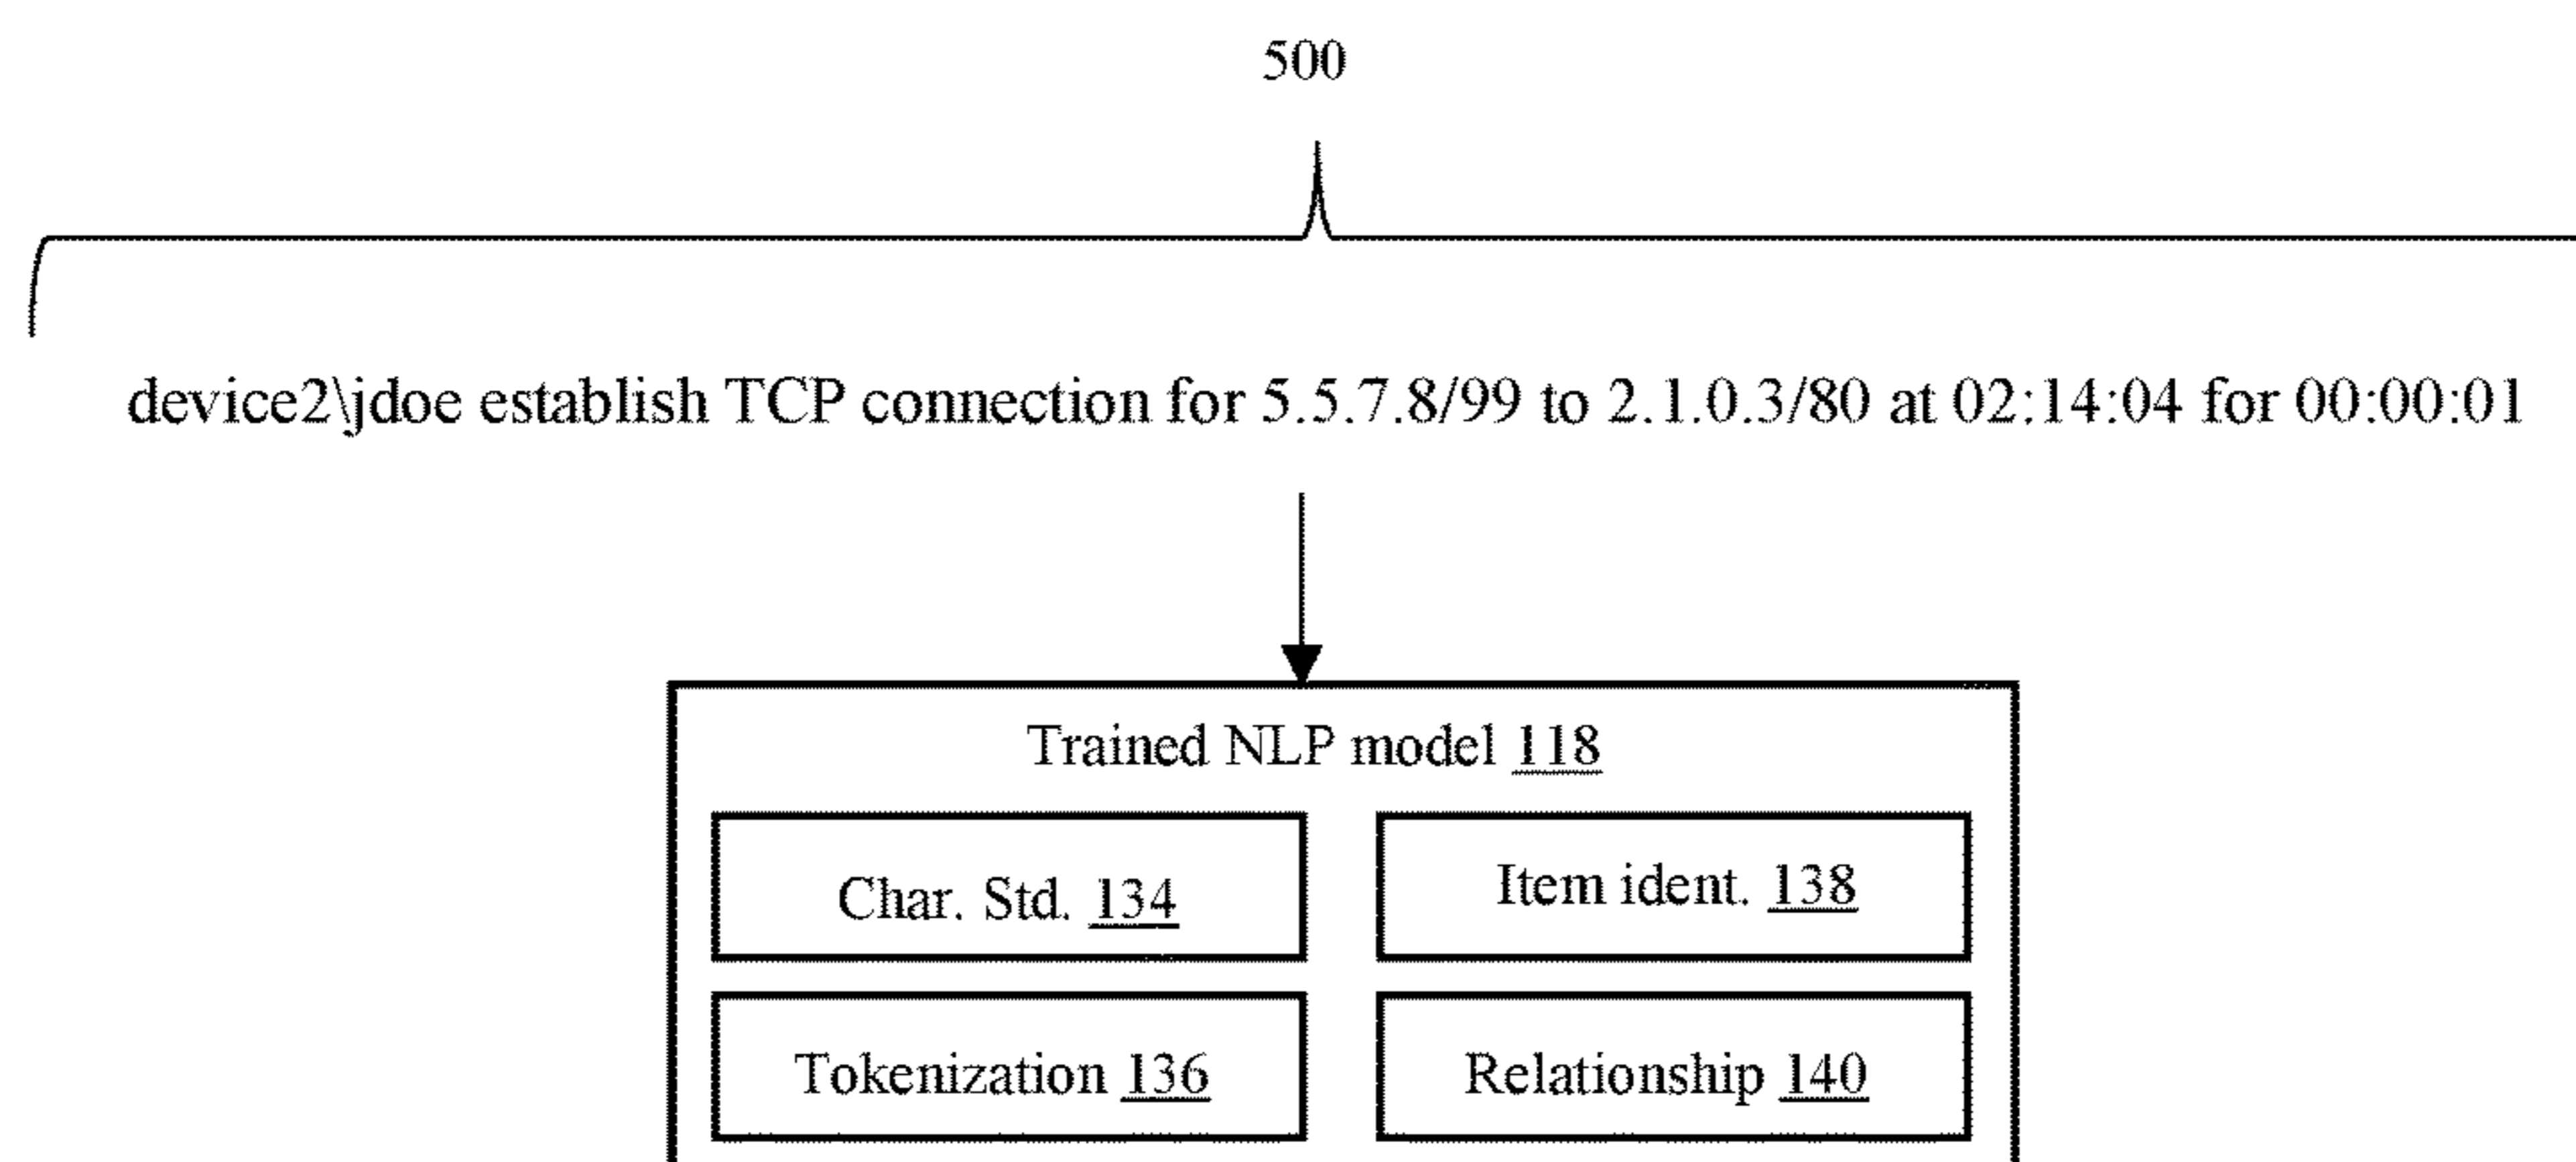 500
device2\jdoe establish TCP connection for 5.5.7.8/99 to 2.1.0.3/80 at 02:14:04 for 00:00:01
Trained NLP model 118
Char. Std. 134
Item ident. 138
Tokenization 136
Relationship 140